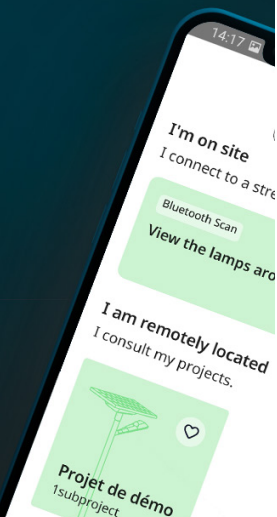 14:17
I'm on site
I connect to a stre
Bluetooth Scan
View the lamps aro
I am remotely located
I consult my projects.
Projet de démo
1subproject